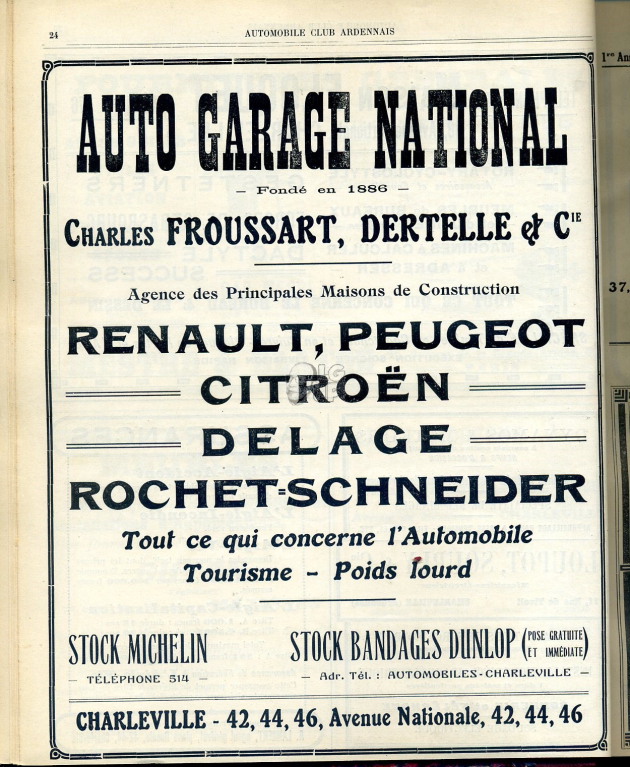 24
AUTOMOBILE CLUB ARDENNAIS
AUTO GARAGE NATIONAL
– Fondé en 1886 –
CHARLES FROUSSART, DERTELLE & CIE
Agence des Principales Maisons de Construction
RENAULT, PEUGEOT
CITROËN
DELAGE
ROCHET-SCHNEIDER
Tout ce qui concerne l'Automobile
Tourisme – Poids lourd
STOCK MICHELIN
– TÉLÉPHONE 514 –
STOCK BANDAGES DUNLOP (POSE GRATUITE ET IMMÉDIATE)
– Adr. Tél. : AUTOMOBILES-CHARLEVILLE –
CHARLEVILLE - 42, 44, 46, Avenue Nationale, 42, 44, 46
1re
37,